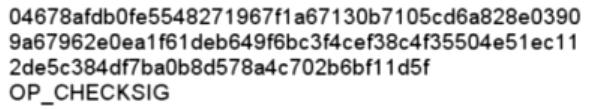 04678afdb0fe5548271967f1a67130b7105cd6a828e0390
9a67962e0ea1f61deb649f6bc3f4cef38c4f35504e51ec11
2de5c384df7ba0b8d578a4c702b6bf11d5f
OP_CHECKSIG